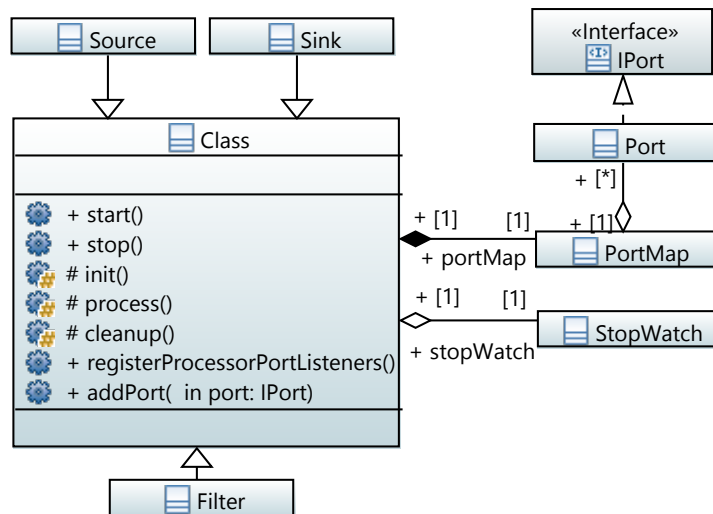 Source
Sink
«Interface»
<I>
IPort
Class
Port
+ start()
+ stop()
# init()
# process()
# cleanup()
+ registerProcessorPortListeners()
+ addPort( in port: IPort)
+ [*]
+ [1]
+ [1]
[1]
+ portMap
PortMap
+ [1]
[1]
+ stopWatch
StopWatch
Filter